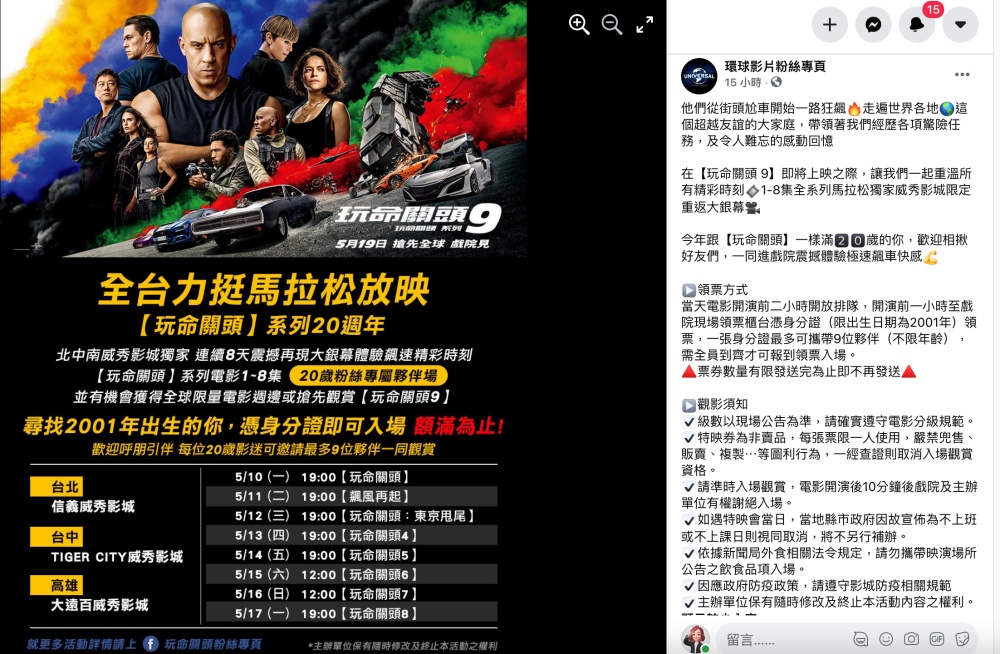 玩命關頭9
玩命關頭 系列
5月19日 搶先全球 戲院見
全台力挺馬拉松放映
【玩命關頭】系列20週年
北中南威秀影城獨家 連續8天震撼再現大銀幕體驗飆速精彩時刻
【玩命關頭】系列電影1~8集 20歲粉絲專屬夥伴場
並有機會獲得全球限量電影週邊或搶先觀賞【玩命關頭9】
尋找2001年出生的你，憑身分證即可入場 額滿為止!
歡迎呼朋引伴 每位20歲影迷可邀請最多9位夥伴一同觀賞
台北
信義威秀影城
台中
TIGER CITY威秀影城
高雄
大遠百威秀影城
5/10 (一) 19:00【玩命關頭】
5/11 (二) 19:00【飆風再起】
5/12 (三) 19:00【玩命關頭：東京甩尾】
5/13 (四) 19:00【玩命關頭4】
5/14 (五) 19:00【玩命關頭5】
5/15 (六) 12:00【玩命關頭6】
5/16 (日) 12:00【玩命關頭7】
5/17 (一) 19:00【玩命關頭8】
就更多活動詳情請上 f 玩命關頭粉絲專頁
*主辦單位保有隨時修改及終止本活動之權利
15
UNIVERSAL
環球影片粉絲專頁
15 小時 ·
他們從街頭尬車開始一路狂飆🔥走遍世界各地🌏這
個超越友誼的大家庭，帶領著我們經歷各項驚險任
務，及令人難忘的感動回憶
在【玩命關頭 9】即將上映之際，讓我們一起重溫所
有精彩時刻🎫1-8集全系列馬拉松獨家威秀影城限定
重返大銀幕🎥
今年跟【玩命關頭】一樣滿2️⃣0️⃣歲的你，歡迎相揪
好友們，一同進戲院震撼體驗極速飆車快感💪
▶️領票方式
當天電影開演前二小時開放排隊，開演前一小時至戲
院現場領票櫃台憑身分證（限出生日期為2001年）領
票，一張身分證最多可攜帶9位夥伴（不限年齡），
需全員到齊才可報到領票入場。
🔺票券數量有限發送完為止即不再發送🔺
▶️觀影須知
✔級數以現場公告為準，請確實遵守電影分級規範。
✔特映券為非賣品，每張票限一人使用，嚴禁兜售、
販賣、複製…等圖利行為，一經查證則取消入場觀賞
資格。
✔請準時入場觀賞，電影開演後10分鐘後戲院及主辦
單位有權謝絕入場。
✔如遇特映會當日，當地縣市政府因故宣佈為不上班
或不上課日則視同取消，將不另行補辦。
✔依據新聞局外食相關法令規定，請勿攜帶映演場所
公告之飲食品項入場。
✔因應政府防疫政策，請遵守影城防疫相關規範
✔主辦單位保有隨時修改及終止本活動內容之權利。
留言......
GIF